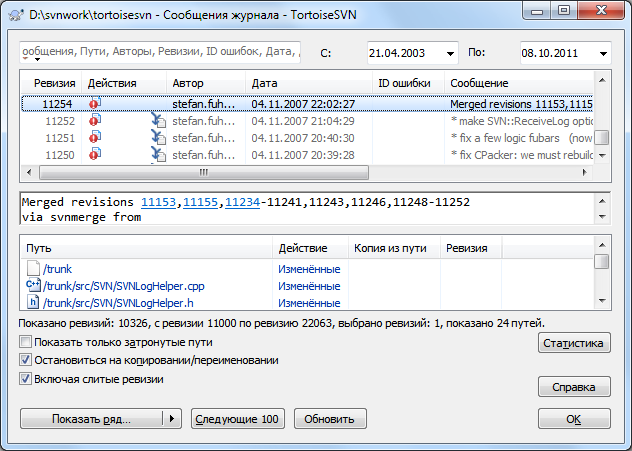 D:\svnwork\tortoisesvn - Сообщения журнала - TortoiseSVN
ообщения, Пути, Авторы, Ревизии, ID ошибок, Дата, С: 21.04.2003 По: 08.10.2011
Ревизия Действия Автор Дата ID ошибки Сообщение
11254 stefan.fuh... 04.11.2007 22:02:27 Merged revisions 11153,1115
11252 stefan.fuh... 04.11.2007 21:04:29 * make SVN::ReceiveLog optio
11251 stefan.fuh... 04.11.2007 20:40:30 * fix a few logic fubars (now
11250 stefan.fuh... 04.11.2007 20:39:28 * fix CPacker: we must rebuild
Merged revisions 11153,11155,11234-11241,11243,11246,11248-11252
via svnmerge from
Путь Действие Копия из пути Ревизия
/trunk Изменённые
/trunk/src/SVN/SVNLogHelper.cpp Изменённые
/trunk/src/SVN/SVNLogHelper.h Изменённые
Показано ревизий: 10326, с ревизии 11000 по ревизию 22063, выбрано ревизий: 1, показано 24 путей.
Показать только затронутые пути Статистика
Остановиться на копировании/переименовании
Включая слитые ревизии Справка
Показать ряд... Следующие 100 Обновить OK